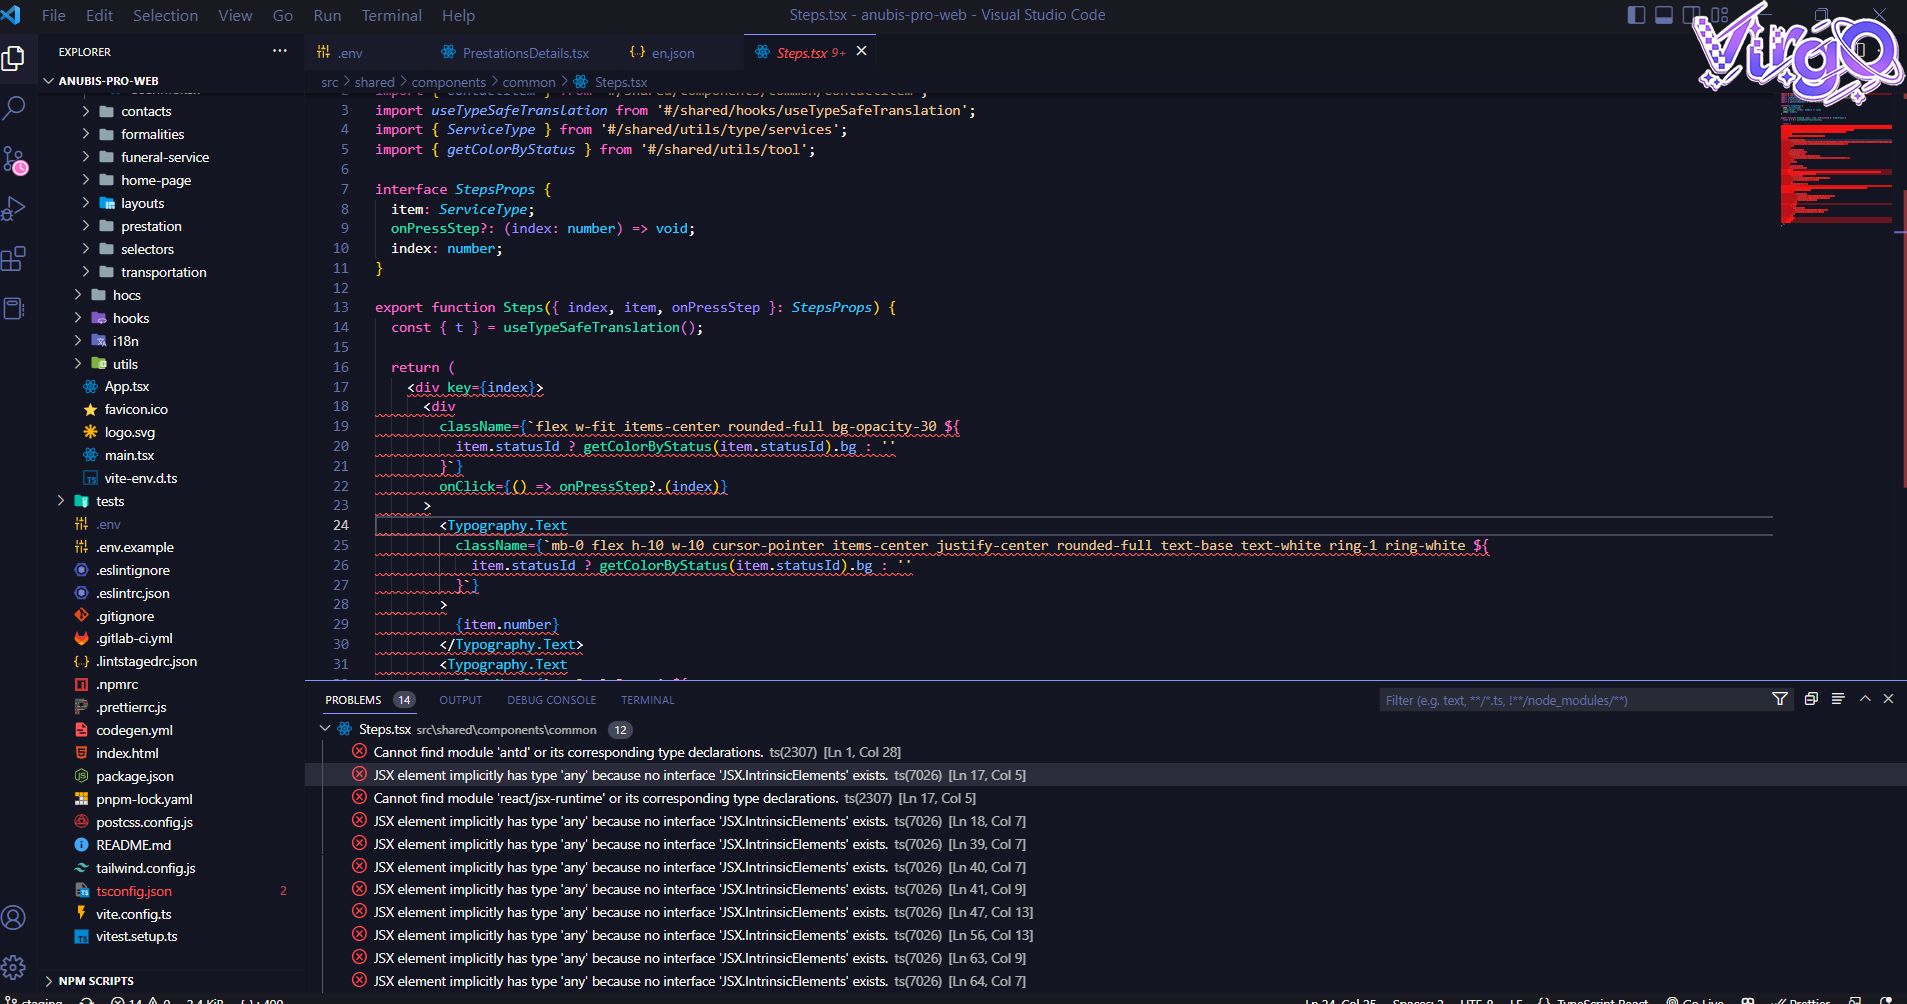 File Edit Selection View Go Run Terminal Help
Steps.tsx - anubis-pro-web - Visual Studio Code
VirgO
EXPLORER
ANUBIS-PRO-WEB
contacts
formalities
funeral-service
home-page
layouts
prestation
selectors
transportation
hocs
hooks
i18n
utils
App.tsx
favicon.ico
logo.svg
main.tsx
vite-env.d.ts
tests
.env
.env.example
.eslintignore
.eslintrc.json
.gitignore
.gitlab-ci.yml
.lintstagedrc.json
.npmrc
.prettierrc.js
codegen.yml
index.html
package.json
pnpm-lock.yaml
postcss.config.js
README.md
tailwind.config.js
tsconfig.json 2
vite.config.ts
vitest.setup.ts
NPM SCRIPTS
.env PrestationsDetails.tsx en.json Steps.tsx 9+
src > shared > components > common > Steps.tsx
3 import useTypeSafeTranslation from '#/shared/hooks/useTypeSafeTranslation';
4 import { ServiceType } from '#/shared/utils/type/services';
5 import { getColorByStatus } from '#/shared/utils/tool';
6
7 interface StepsProps {
8 item: ServiceType;
9 onPressStep?: (index: number) => void;
10 index: number;
11 }
12
13 export function Steps({ index, item, onPressStep }: StepsProps) {
14 const { t } = useTypeSafeTranslation();
15
16 return (
17 <div key={index}>
18 <div
19 className={`flex w-fit items-center rounded-full bg-opacity-30 ${
20 item.statusId ? getColorByStatus(item.statusId).bg : ''
21 }`}
22 onClick={() => onPressStep?.(index)}
23 >
24 <Typography.Text
25 className={`mb-0 flex h-10 w-10 cursor-pointer items-center justify-center rounded-full text-base text-white ring-1 ring-white ${
26 item.statusId ? getColorByStatus(item.statusId).bg : ''
27 }`}
28 >
29 {item.number}
30 </Typography.Text>
31 <Typography.Text
PROBLEMS 14 OUTPUT DEBUG CONSOLE TERMINAL
Filter (e.g. text, **/*.ts, !**/node_modules/**)
Steps.tsx src\shared\components\common 12
Cannot find module 'antd' or its corresponding type declarations. ts(2307) [Ln 1, Col 28]
JSX element implicitly has type 'any' because no interface 'JSX.IntrinsicElements' exists. ts(7026) [Ln 17, Col 5]
Cannot find module 'react/jsx-runtime' or its corresponding type declarations. ts(2307) [Ln 17, Col 5]
JSX element implicitly has type 'any' because no interface 'JSX.IntrinsicElements' exists. ts(7026) [Ln 18, Col 7]
JSX element implicitly has type 'any' because no interface 'JSX.IntrinsicElements' exists. ts(7026) [Ln 39, Col 7]
JSX element implicitly has type 'any' because no interface 'JSX.IntrinsicElements' exists. ts(7026) [Ln 40, Col 7]
JSX element implicitly has type 'any' because no interface 'JSX.IntrinsicElements' exists. ts(7026) [Ln 41, Col 9]
JSX element implicitly has type 'any' because no interface 'JSX.IntrinsicElements' exists. ts(7026) [Ln 47, Col 13]
JSX element implicitly has type 'any' because no interface 'JSX.IntrinsicElements' exists. ts(7026) [Ln 56, Col 13]
JSX element implicitly has type 'any' because no interface 'JSX.IntrinsicElements' exists. ts(7026) [Ln 63, Col 9]
JSX element implicitly has type 'any' because no interface 'JSX.IntrinsicElements' exists. ts(7026) [Ln 64, Col 7]